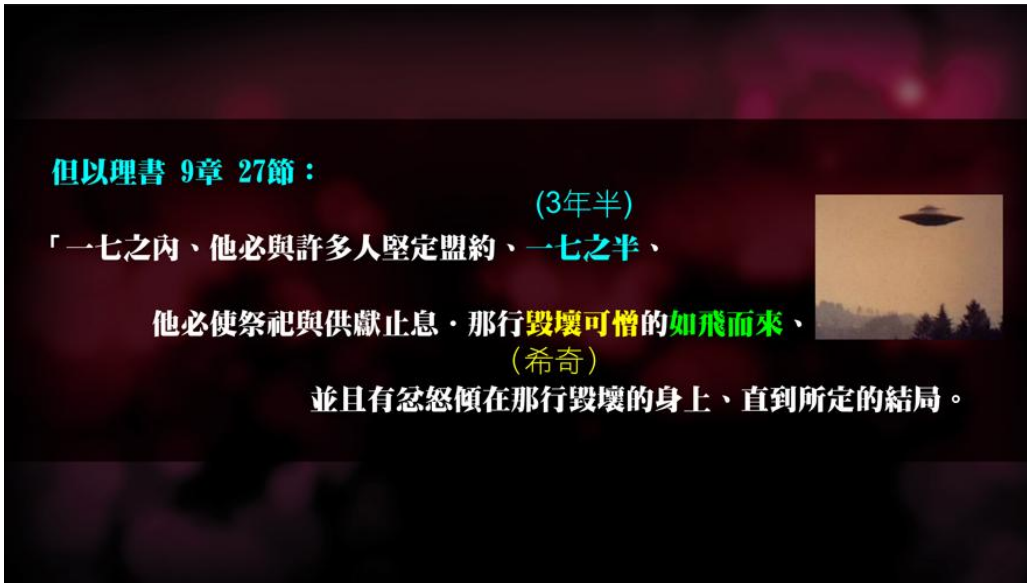 但以理書 9章 27節：
(3年半)
「一七之內、他必與許多人堅定盟約、一七之半、
他必使祭祀與供獻止息．那行毀壞可憎的如飛而來、
（希奇）
並且有忿怒傾在那行毀壞的身上、直到所定的結局。